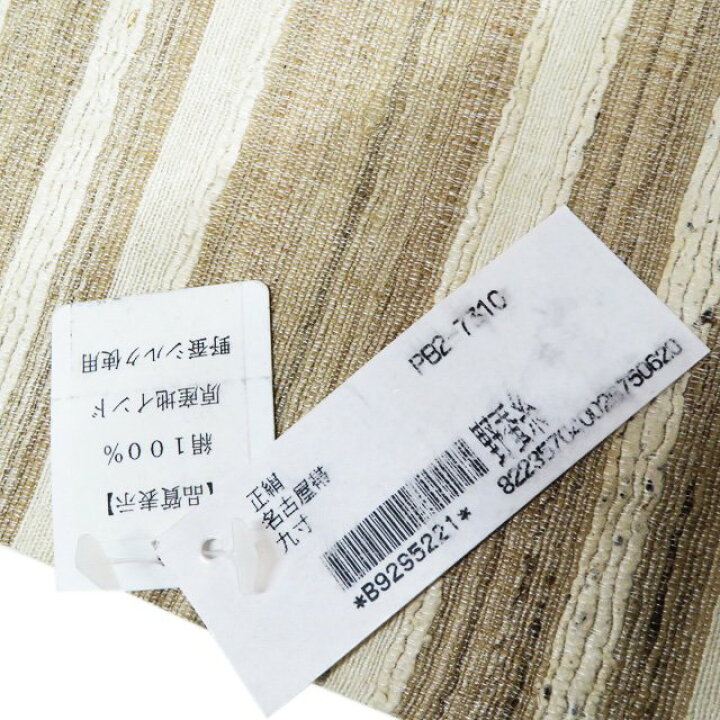 【品質表示】
絹100％
原産地インド
野蚕シルク使用
PB2-7310
正絹
名古屋帯
九寸
*B9295221*